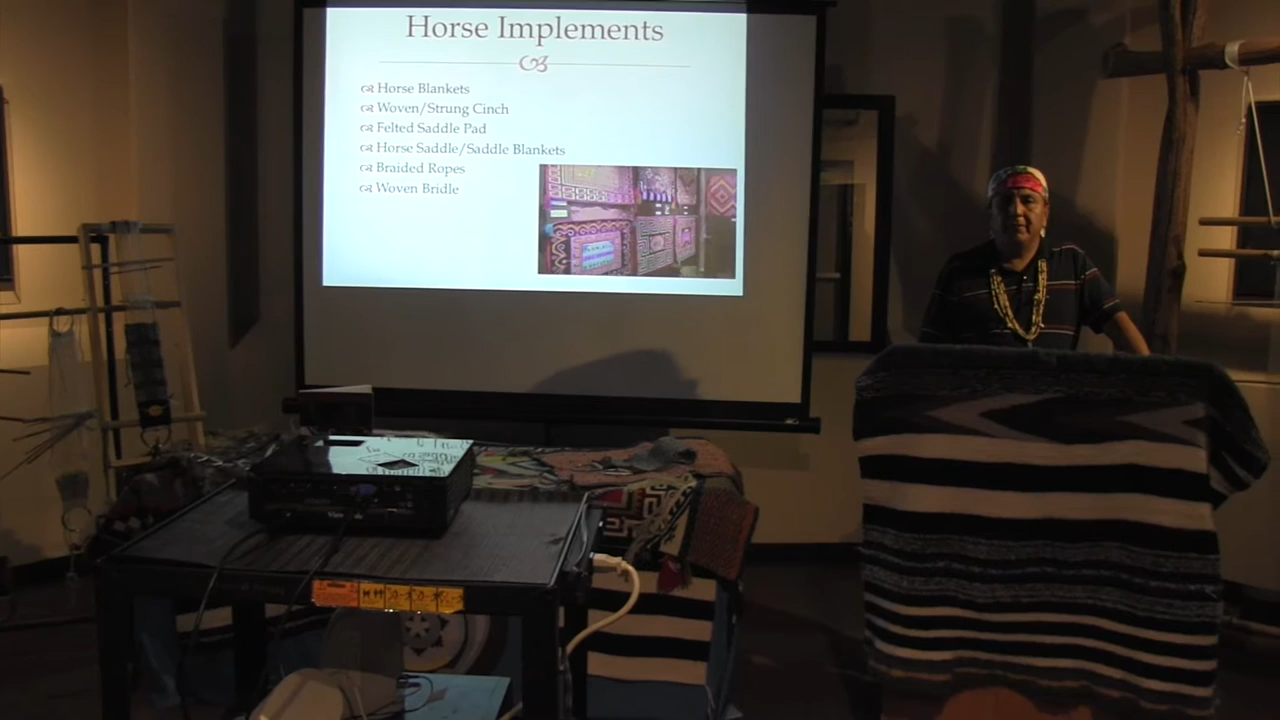 Horse Implements
Horse Blankets
Woven/Strung Cinch
Felted Saddle Pad
Horse Saddle/Saddle Blankets
Braided Ropes
Woven Bridle